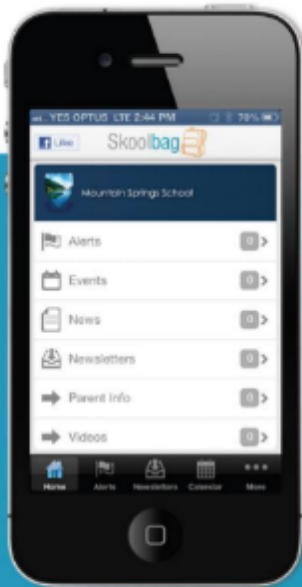 YES OPTUS LTE 2:44 PM 78%
Like
Skoolbag
Mountain Springs School
Alerts 0
Events 0
News 0
Newsletters 0
Parent Info 0
Videos 0
Home Alerts Newsletters Calendar More